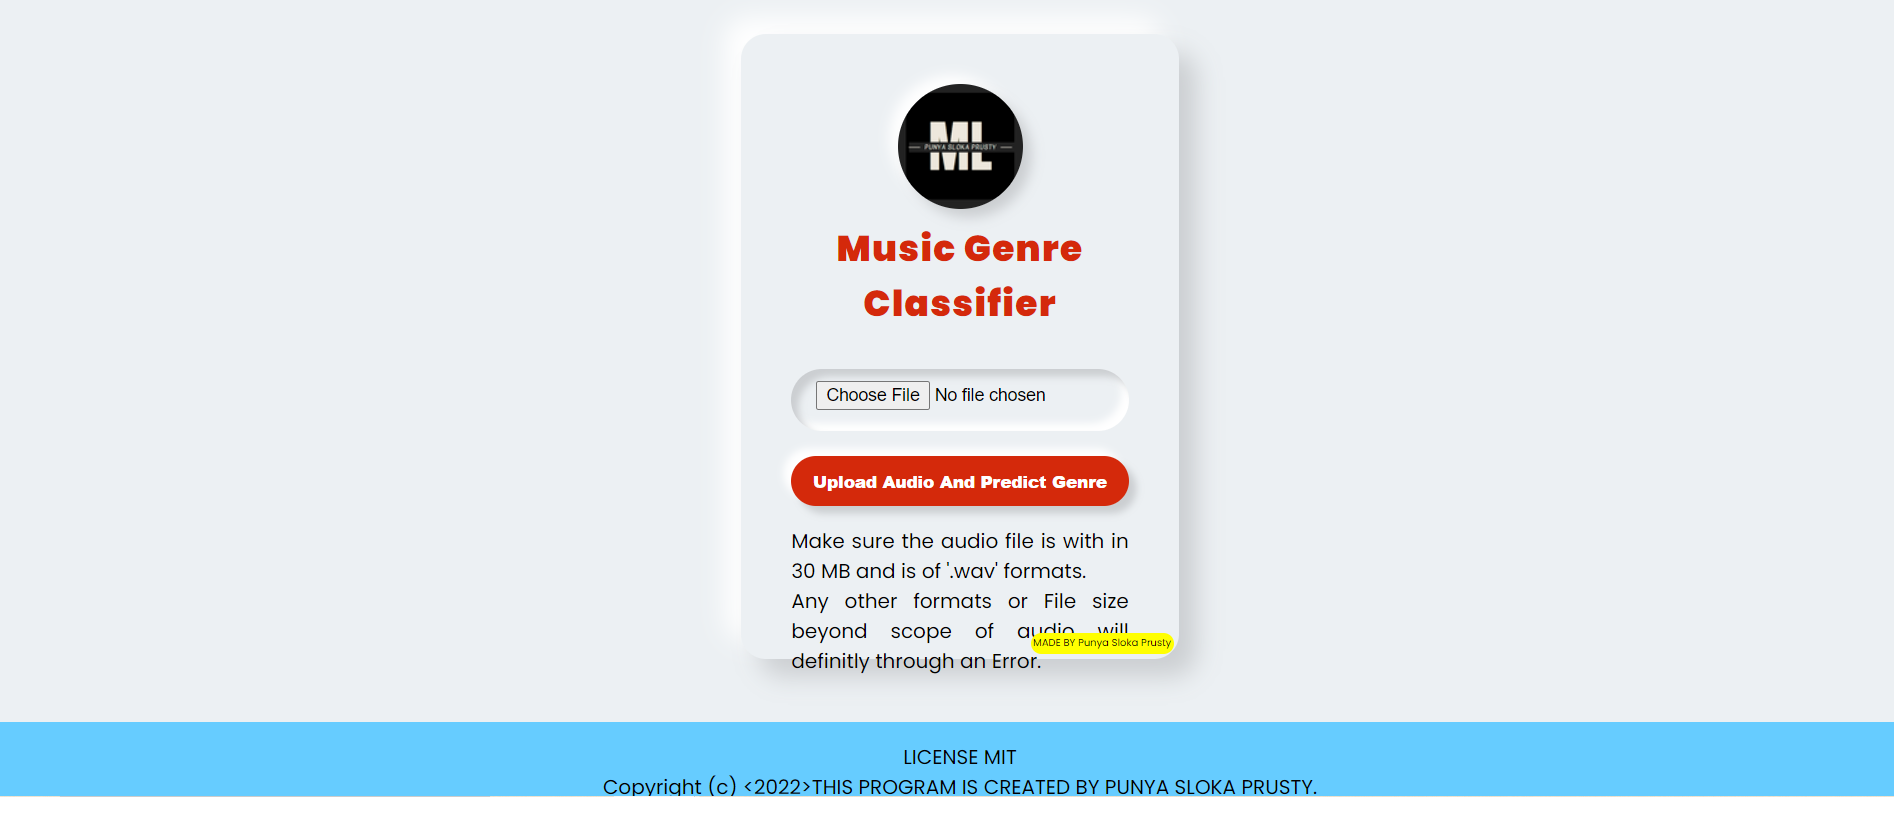 ML
PUNYA SLOKA PRUSTY
Music Genre
Classifier
Choose File No file chosen
Upload Audio And Predict Genre
Make sure the audio file is with in
30 MB and is of '.wav' formats.
Any other formats or File size
beyond scope of audio will
MADE BY Punya Sloka Prusty
definitly through an Error.
LICENSE MIT
Copyright (c) <2022>THIS PROGRAM IS CREATED BY PUNYA SLOKA PRUSTY.